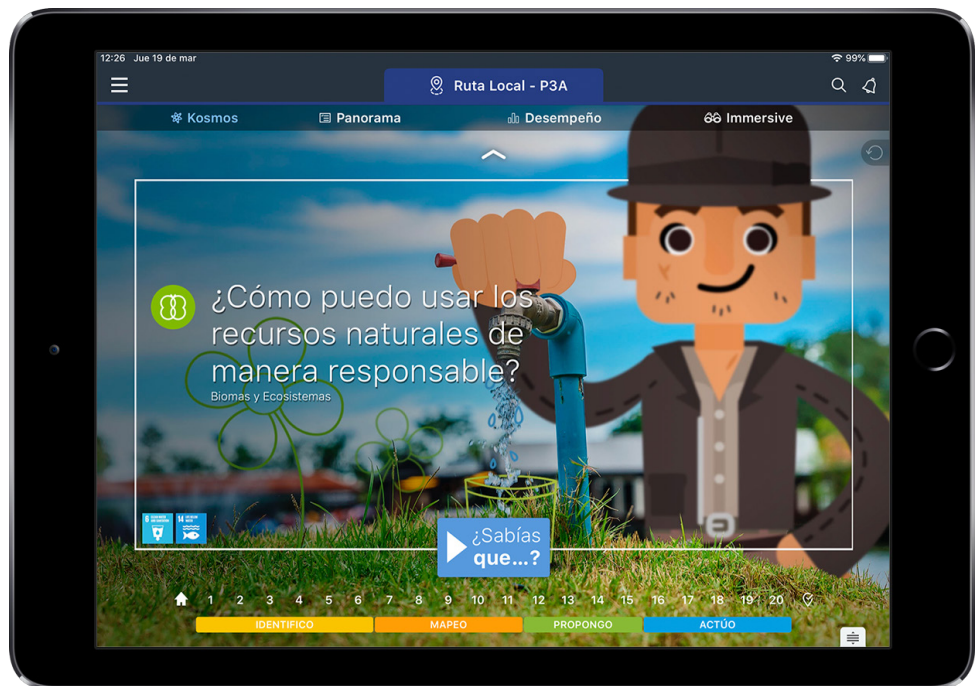 12:26 Jue 19 de mar
99%
Ruta Local - P3A
Kosmos
Panorama
Desempeño
Immersive
¿Cómo puedo usar los
recursos naturales de
manera responsable?
Biomas y Ecosistemas
6
14
¿Sabías
que...?
1 2 3 4 5 6 7 8 9 10 11 12 13 14 15 16 17 18 19 20
IDENTIFICO
MAPEO
PROPONGO
ACTÚO